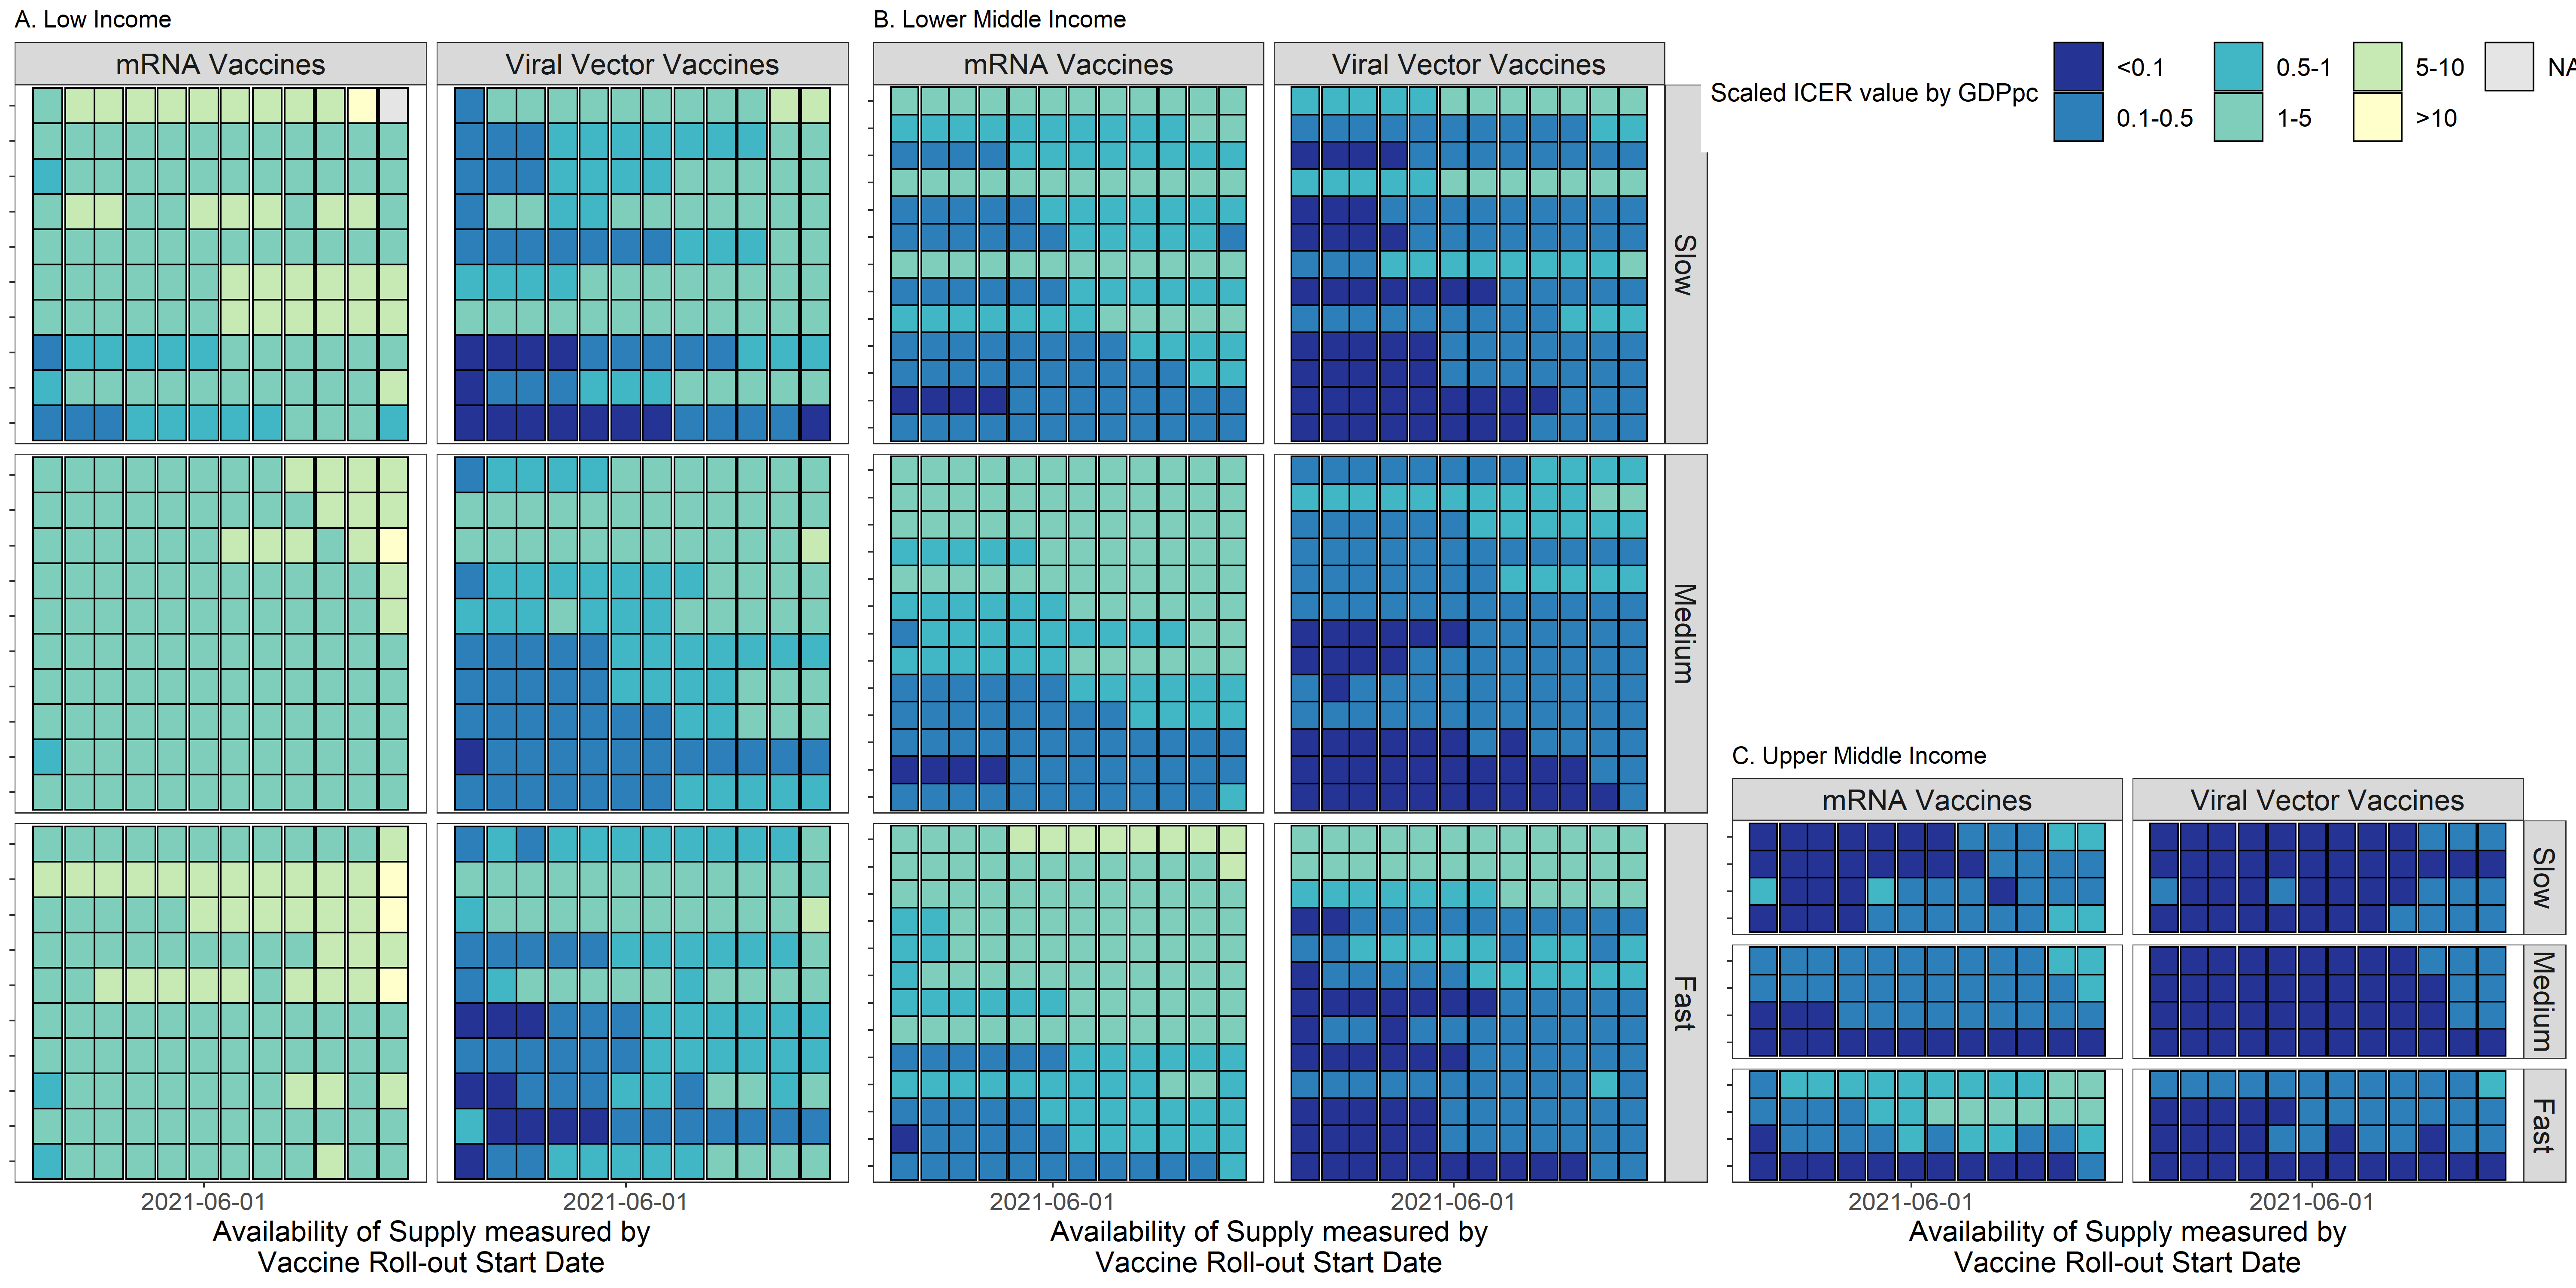 A. Low Income
mRNA Vaccines
Viral Vector Vaccines
2021-06-01
2021-06-01
Availability of Supply measured by
Vaccine Roll-out Start Date
B. Lower Middle Income
mRNA Vaccines
Viral Vector Vaccines
Slow
Medium
Fast
2021-06-01
2021-06-01
Availability of Supply measured by
Vaccine Roll-out Start Date
Scaled ICER value by GDPpc
<0.1
0.1-0.5
0.5-1
1-5
5-10
>10
NA
C. Upper Middle Income
mRNA Vaccines
Viral Vector Vaccines
Slow
Medium
Fast
2021-06-01
2021-06-01
Availability of Supply measured by
Vaccine Roll-out Start Date